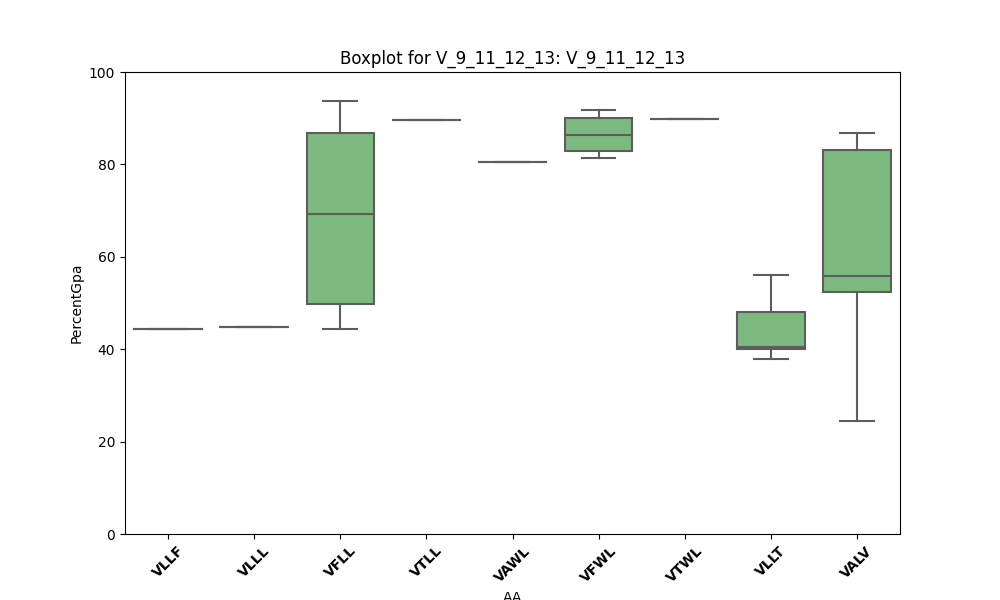 Boxplot for V_9_11_12_13: V_9_11_12_13
100
80
60
40
20
0
PercentGpa
VLLF
VLLL
VFLL
VTLL
VAWL
VFWL
VTWL
VLLT
VALV
AA